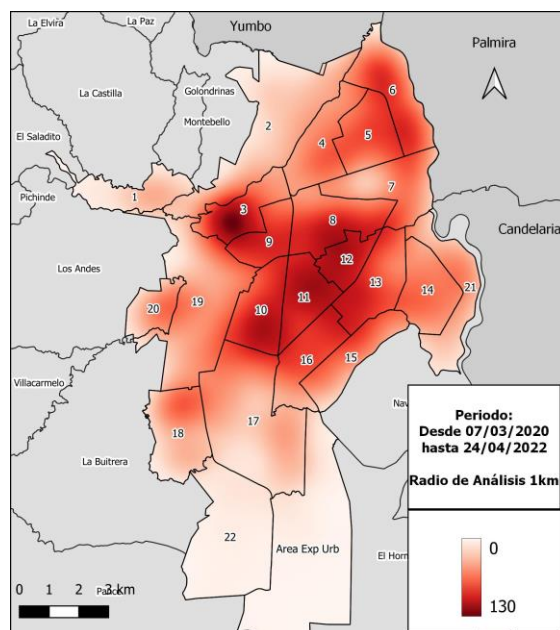 La Elvira
La Paz
Yumbo
Palmira
La Castilla
Golondrinas
Montebello
El Saladito
Pichinde
Los Andes
Candelaria
Villacarmelo
La Buitrera
1
2
3
4
5
6
7
8
9
10
11
12
13
14
15
16
17
18
19
20
21
22
Area Exp Urb
Periodo:
Desde 07/03/2020
hasta 24/04/2022
Radio de Análisis 1km
0
130
0 1 2 3 km